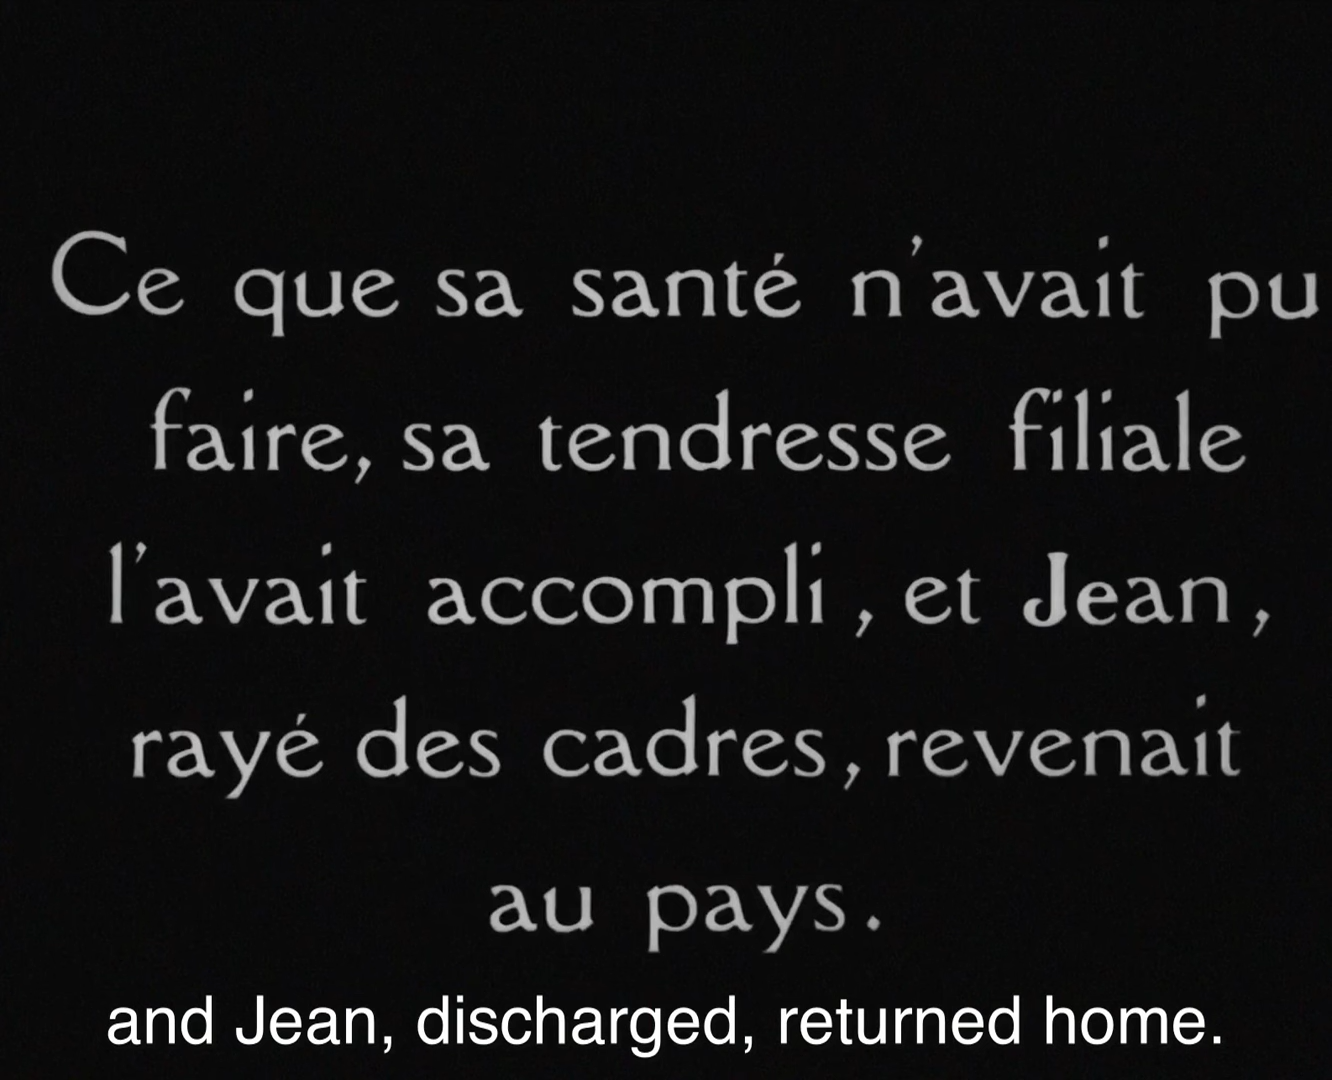 Ce que sa santé n'avait pu
faire, sa tendresse filiale
l'avait accompli, et Jean,
rayé des cadres, revenait
au pays.
and Jean, discharged, returned home.